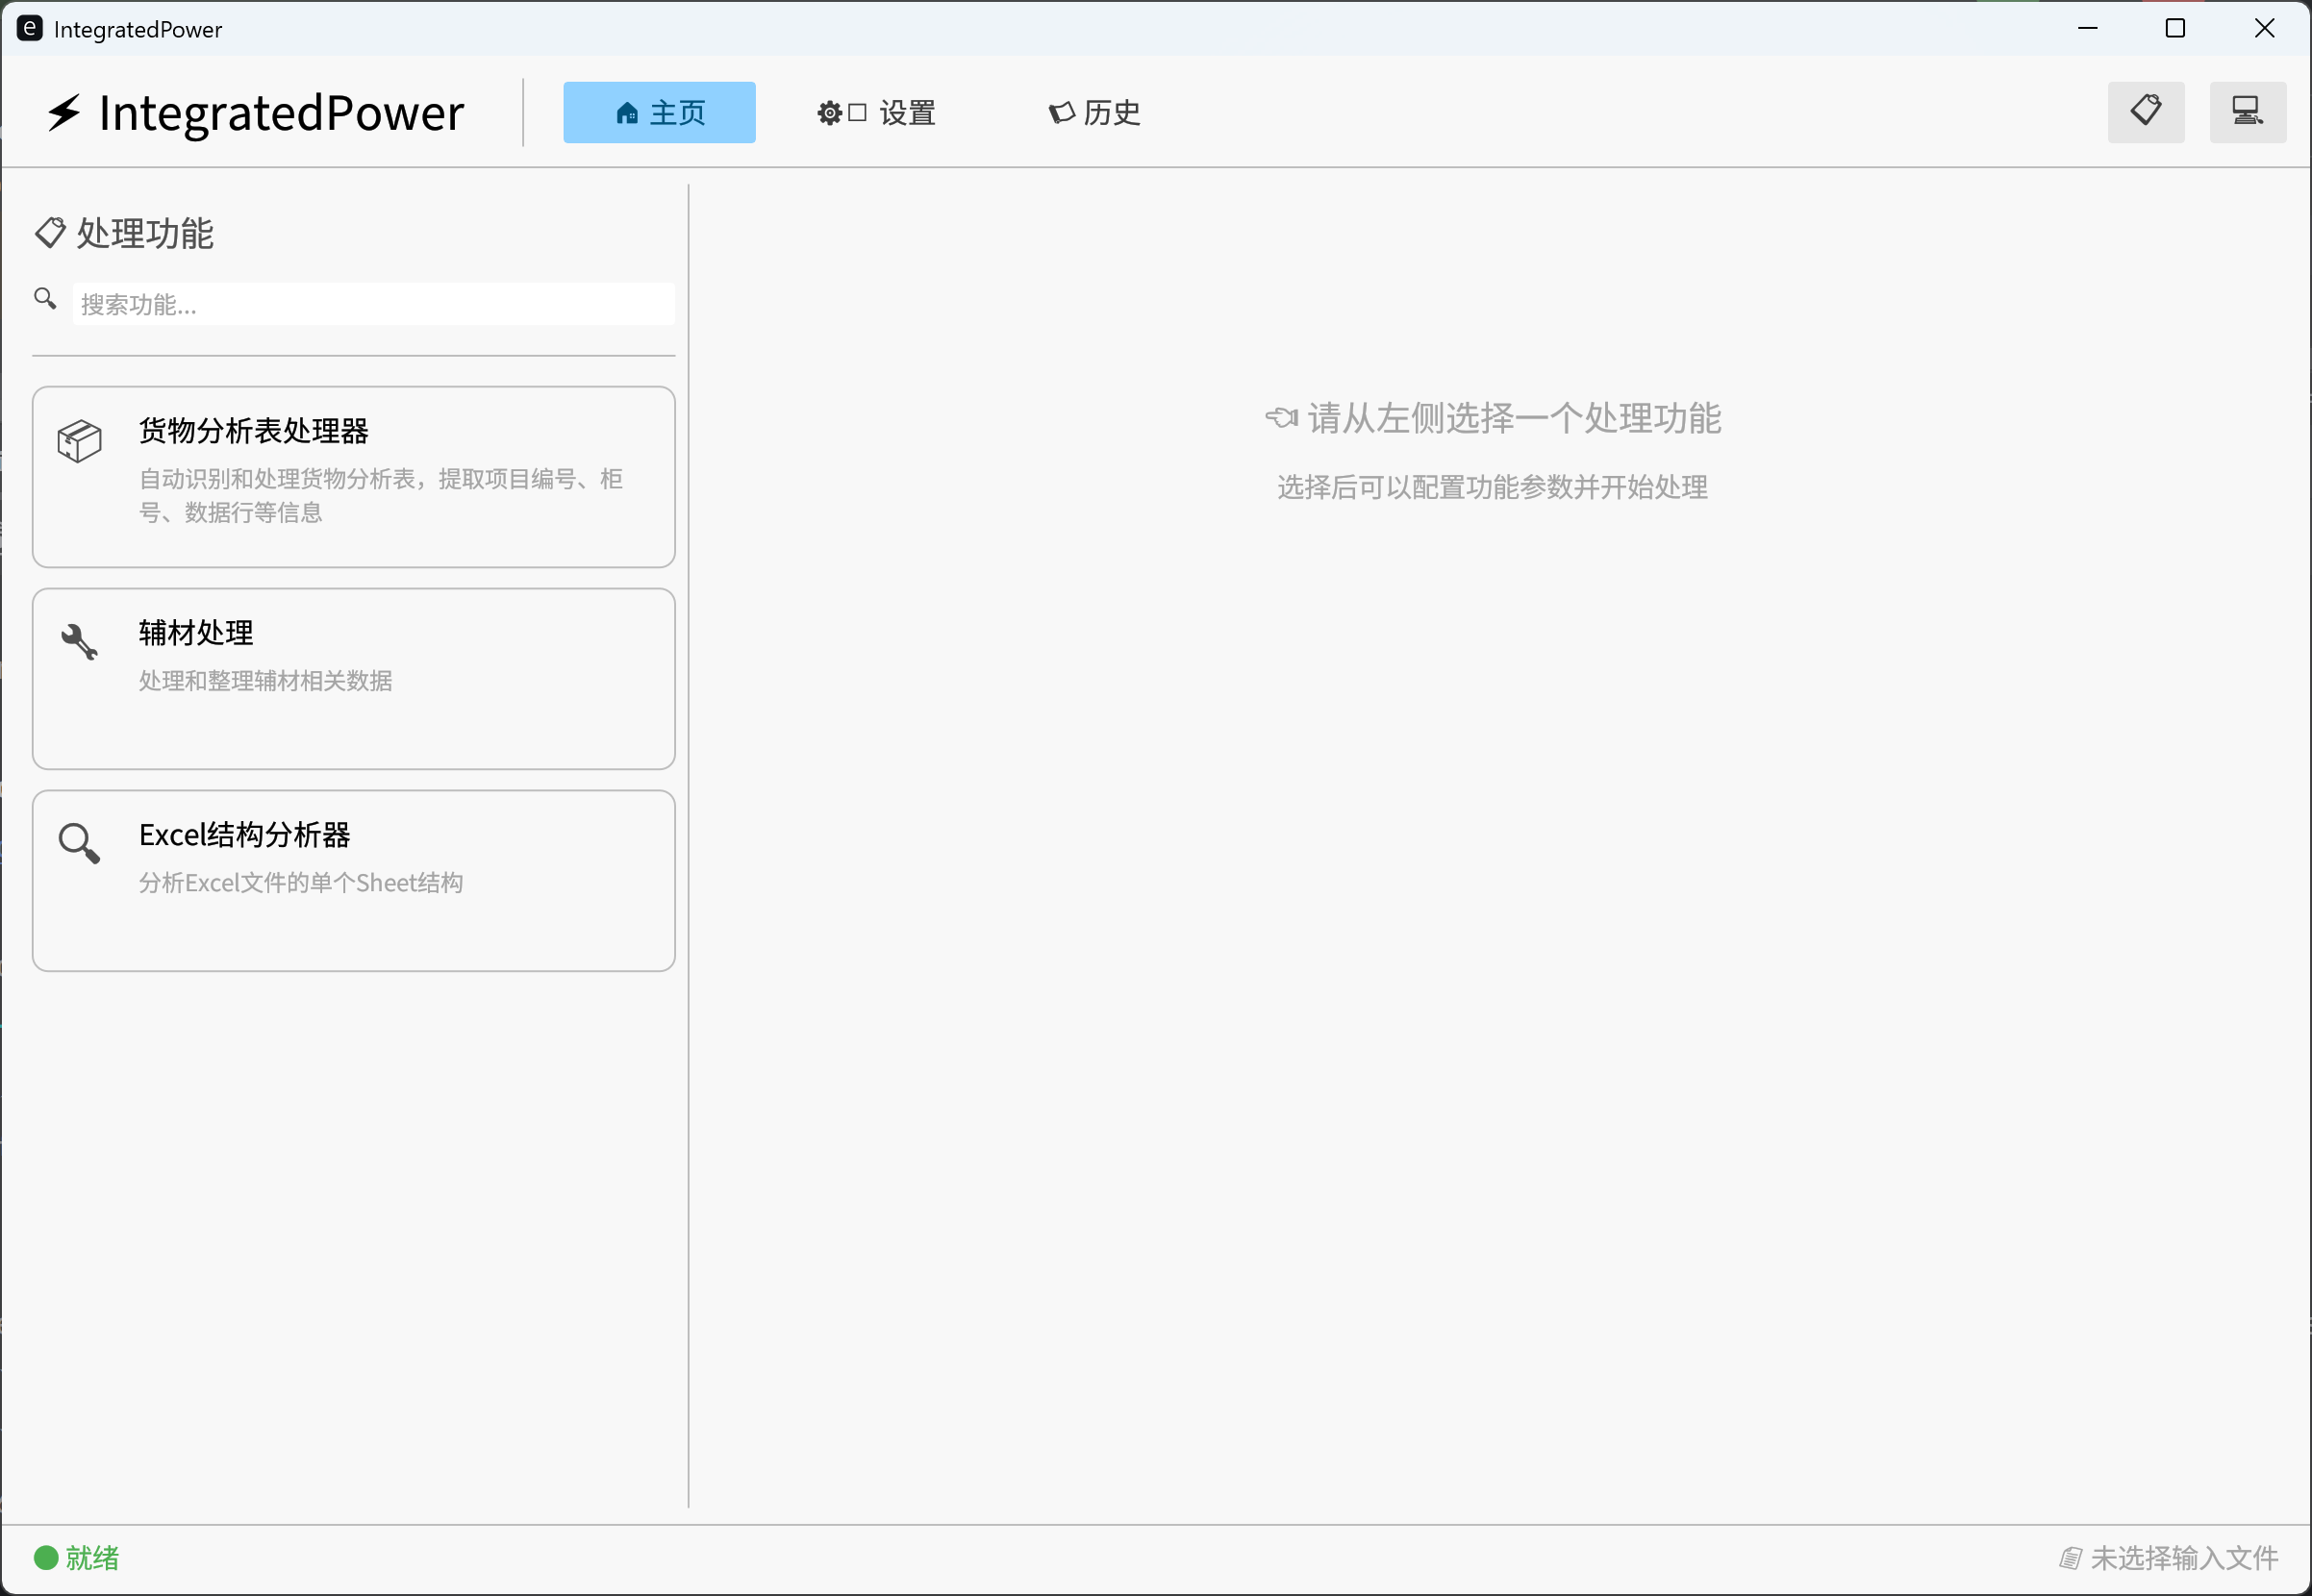 IntegratedPower
IntegratedPower
主页
设置
历史
处理功能
搜索功能...
货物分析表处理器
自动识别和处理货物分析表，提取项目编号、柜
号、数据行等信息
辅材处理
处理和整理辅材相关数据
Excel结构分析器
分析Excel文件的单个Sheet结构
请从左侧选择一个处理功能
选择后可以配置功能参数并开始处理
就绪
未选择输入文件